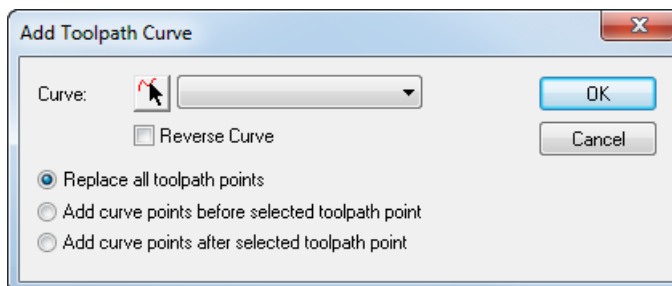 Add Toolpath Curve
Curve:
OK
Reverse Curve
Cancel
Replace all toolpath points
Add curve points before selected toolpath point
Add curve points after selected toolpath point